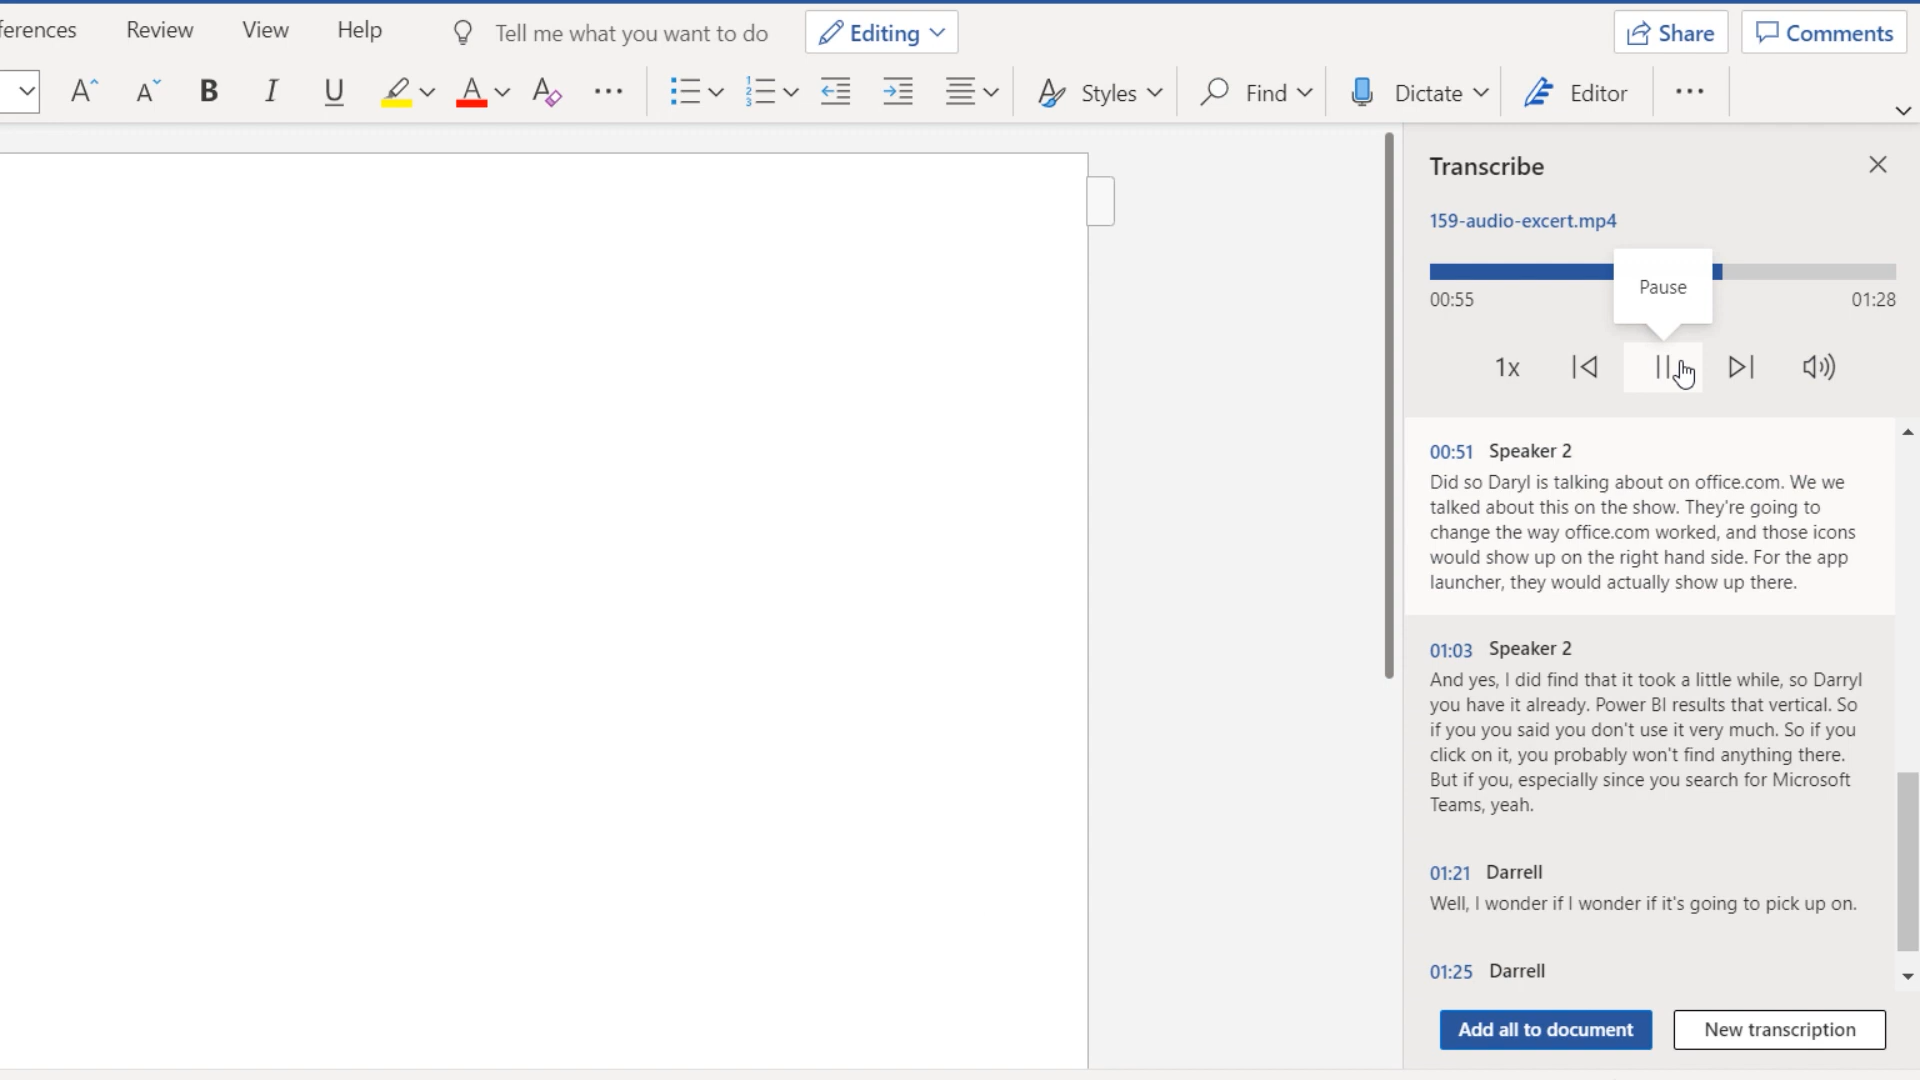 ferences Review View Help Tell me what you want to do Editing Share Comments
A A B I U A A Styles Find Dictate Editor
Transcribe
159-audio-excert.mp4
Pause
00:55 01:28
1x
00:51 Speaker 2
Did so Daryl is talking about on office.com. We we
talked about this on the show. They're going to
change the way office.com worked, and those icons
would show up on the right hand side. For the app
launcher, they would actually show up there.
01:03 Speaker 2
And yes, I did find that it took a little while, so Darryl
you have it already. Power BI results that vertical. So
if you you said you don't use it very much. So if you
click on it, you probably won't find anything there.
But if you, especially since you search for Microsoft
Teams, yeah.
01:21 Darrell
Well, I wonder if I wonder if it's going to pick up on.
01:25 Darrell
Add all to document New transcription